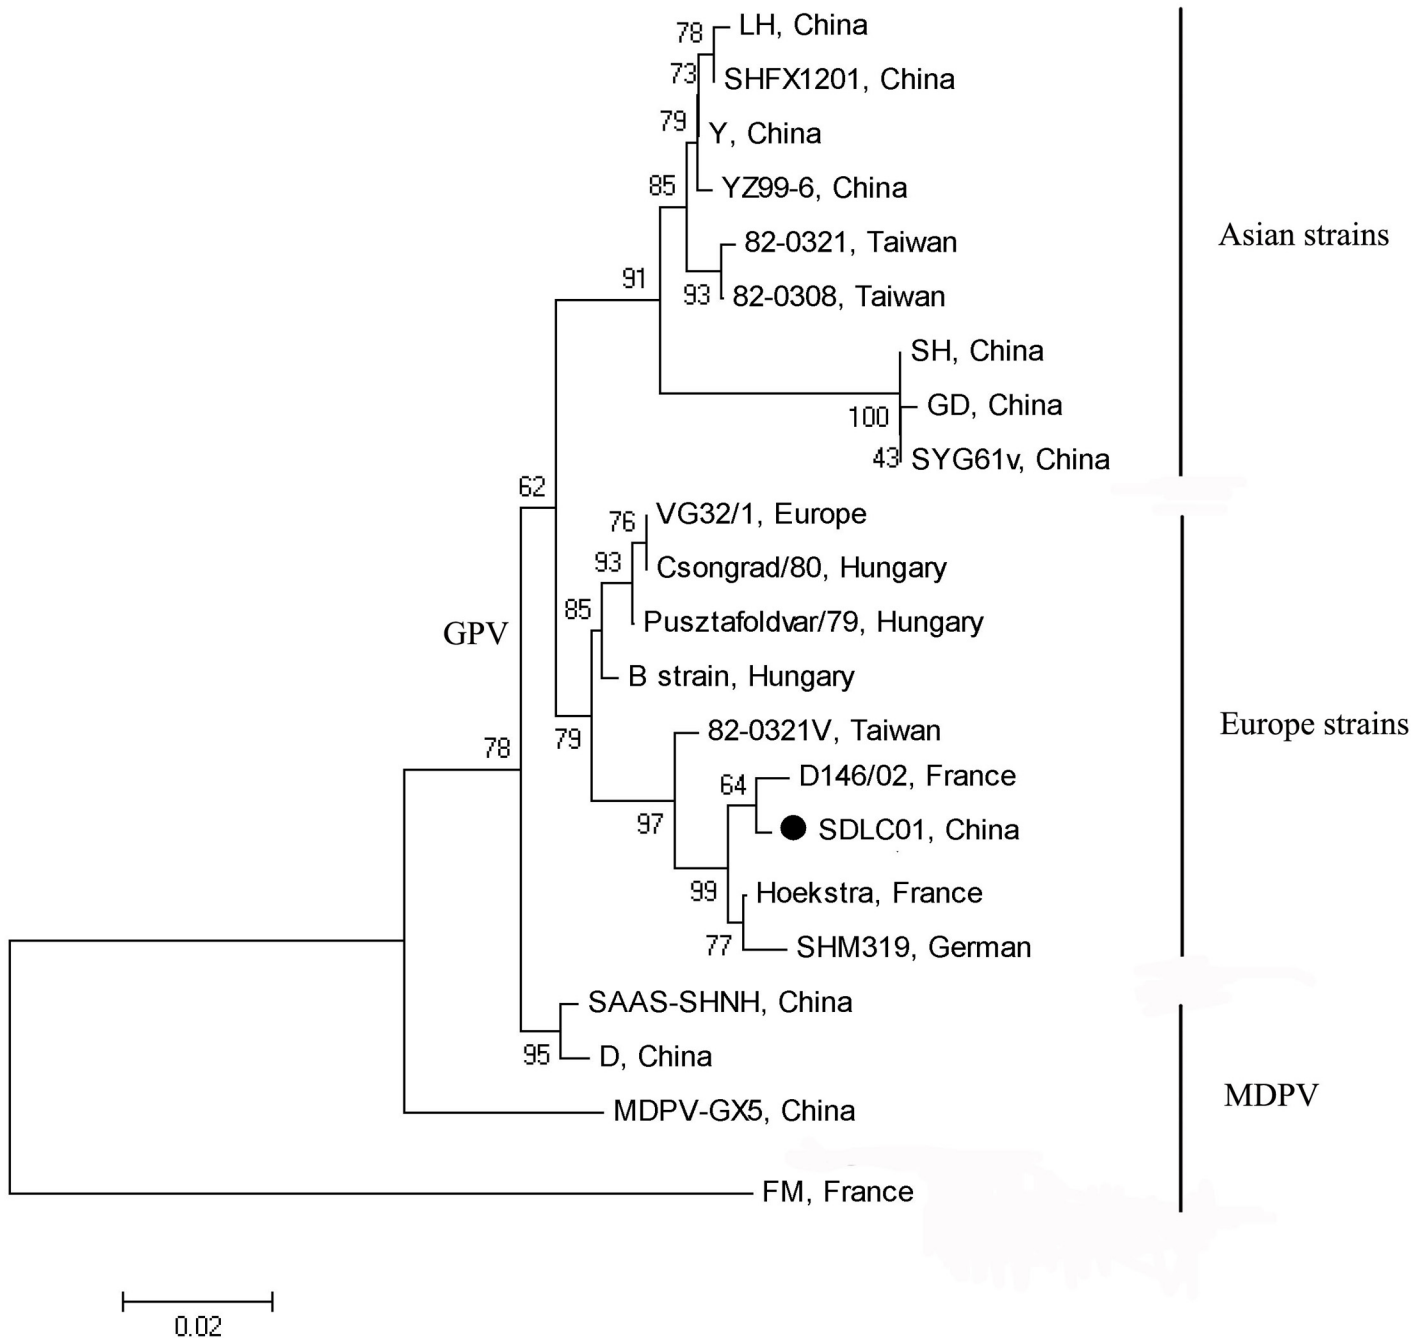 78
LH, China
73
SHFX1201, China
79
Y, China
85
YZ99-6, China
82-0321, Taiwan
Asian strains
91
93
82-0308, Taiwan
SH, China
100
GD, China
43
SYG61v, China
62
76
VG32/1, Europe
93
Csongrad/80, Hungary
85
Pusztafoldvar/79, Hungary
GPV
B strain, Hungary
79
82-0321V, Taiwan
Europe strains
78
64
D146/02, France
97
SDLC01, China
99
Hoekstra, France
77
SHM319, German
SAAS-SHNH, China
95
D, China
MDPV
MDPV-GX5, China
FM, France
0.02